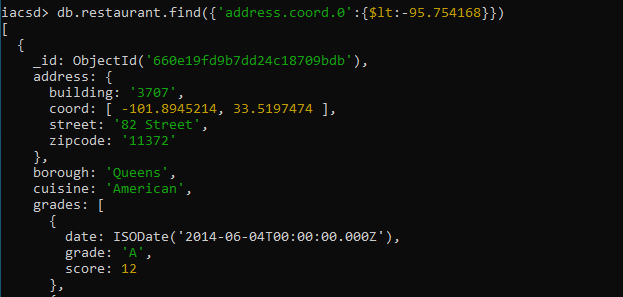 iacsd> db.restaurant.find({'address.coord.0':{$lt:-95.754168}})
[
  {
    _id: ObjectId('660e19fd9b7dd24c18709bdb'),
    address: {
      building: '3707',
      coord: [ -101.8945214, 33.5197474 ],
      street: '82 Street',
      zipcode: '11372'
    },
    borough: 'Queens',
    cuisine: 'American',
    grades: [
      {
        date: ISODate('2014-06-04T00:00:00.000Z'),
        grade: 'A',
        score: 12
      },